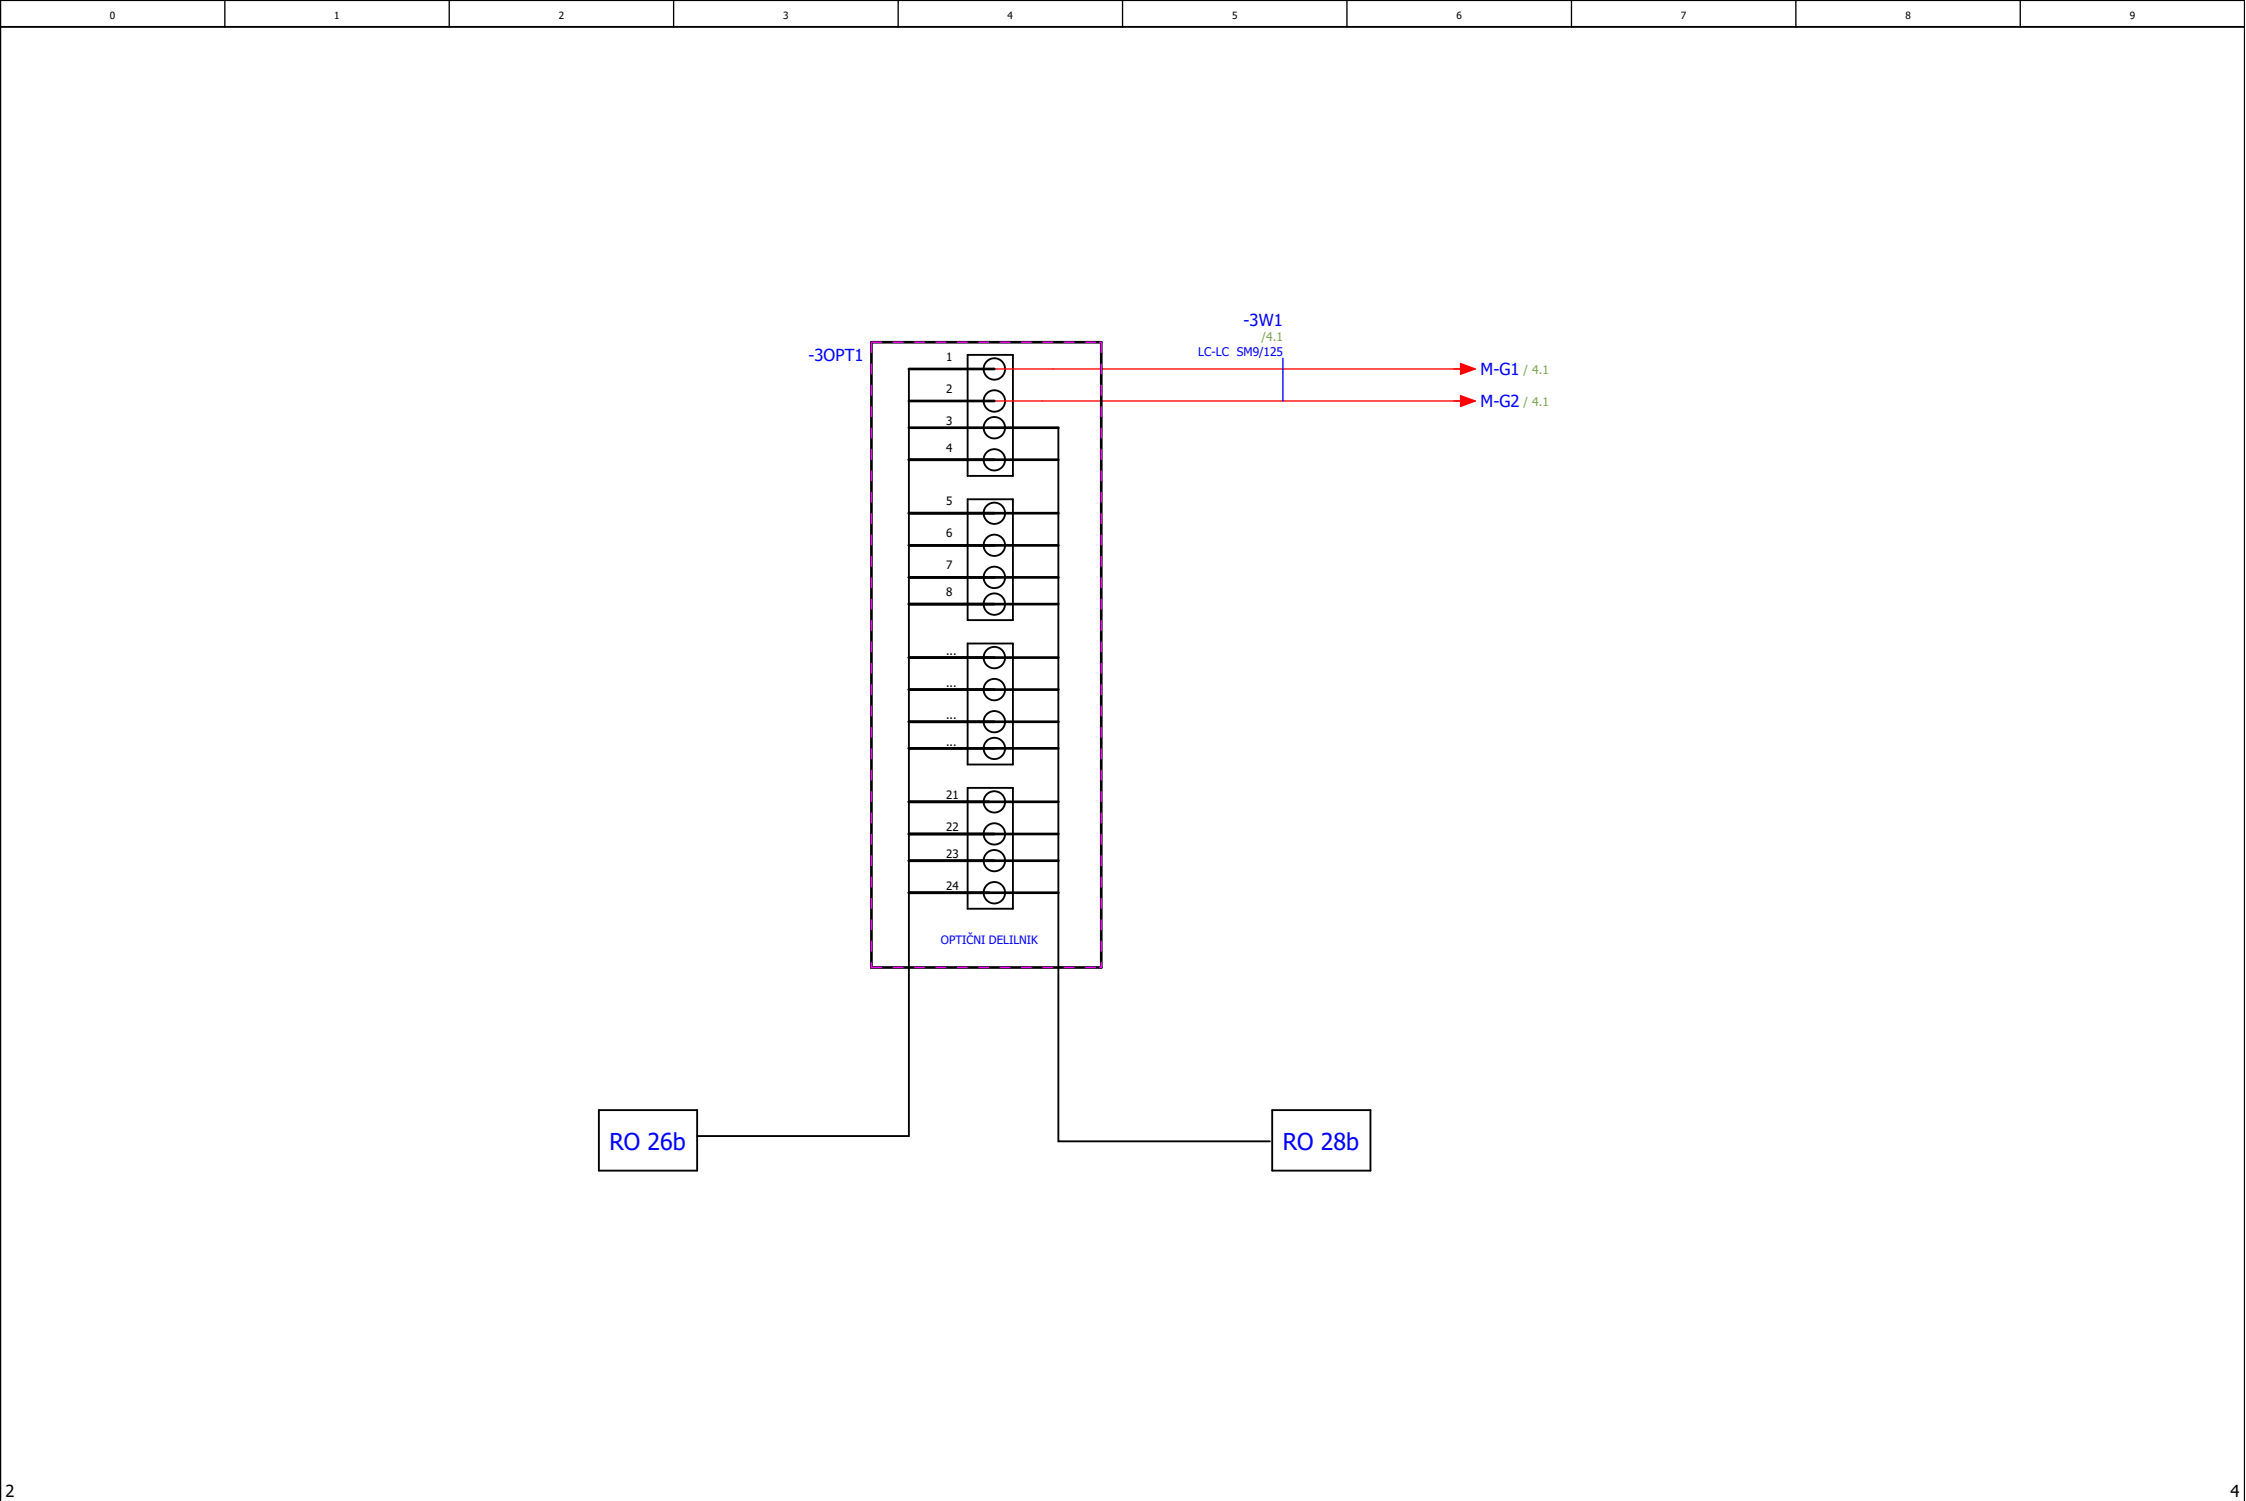 0 1 2 3 4 5 6 7 8 9
-3W1
/4.1
LC-LC SM9/125
-3OPT1
1
M-G1 / 4.1
2
M-G2 / 4.1
3
4
5
6
7
8
...
...
...
...
21
22
23
24
OPTIČNI DELILNIK
RO 26b
RO 28b
2
4